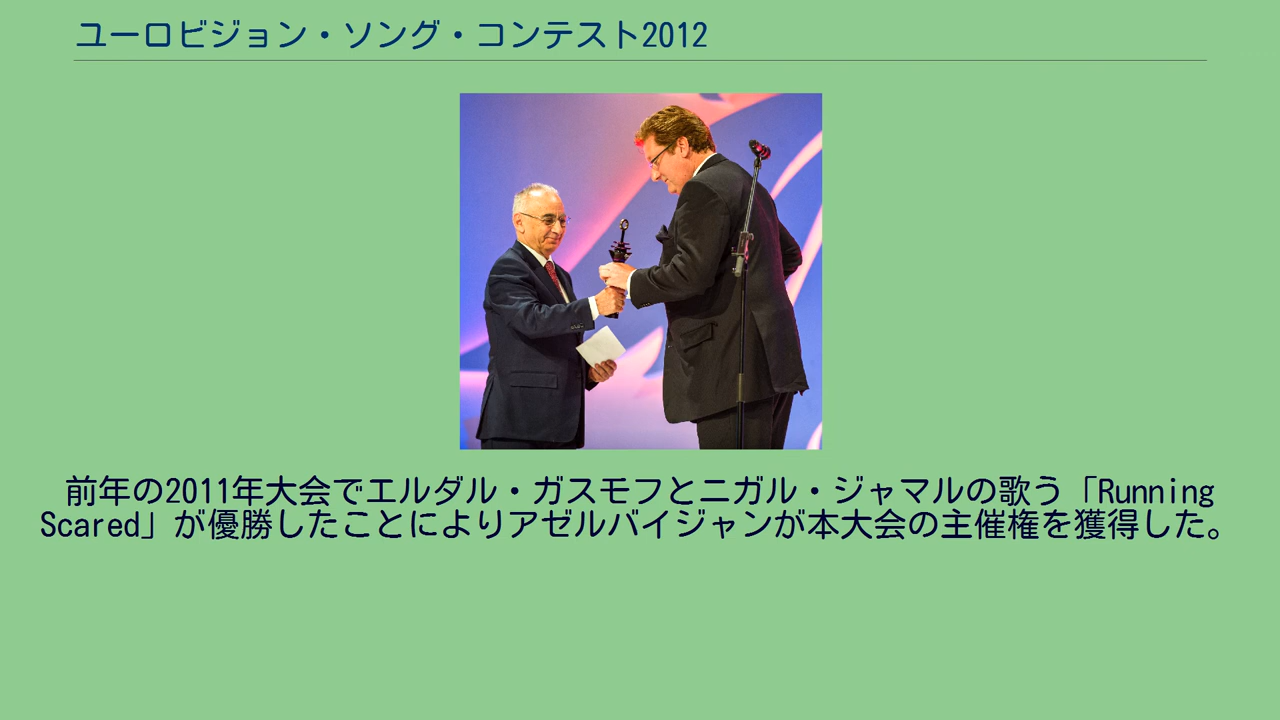 ユーロビジョン・ソング・コンテスト2012
前年の2011年大会でエルダル・ガスモフとニガル・ジャマルの歌う「Running
Scared」が優勝したことによりアゼルバイジャンが本大会の主催権を獲得した。